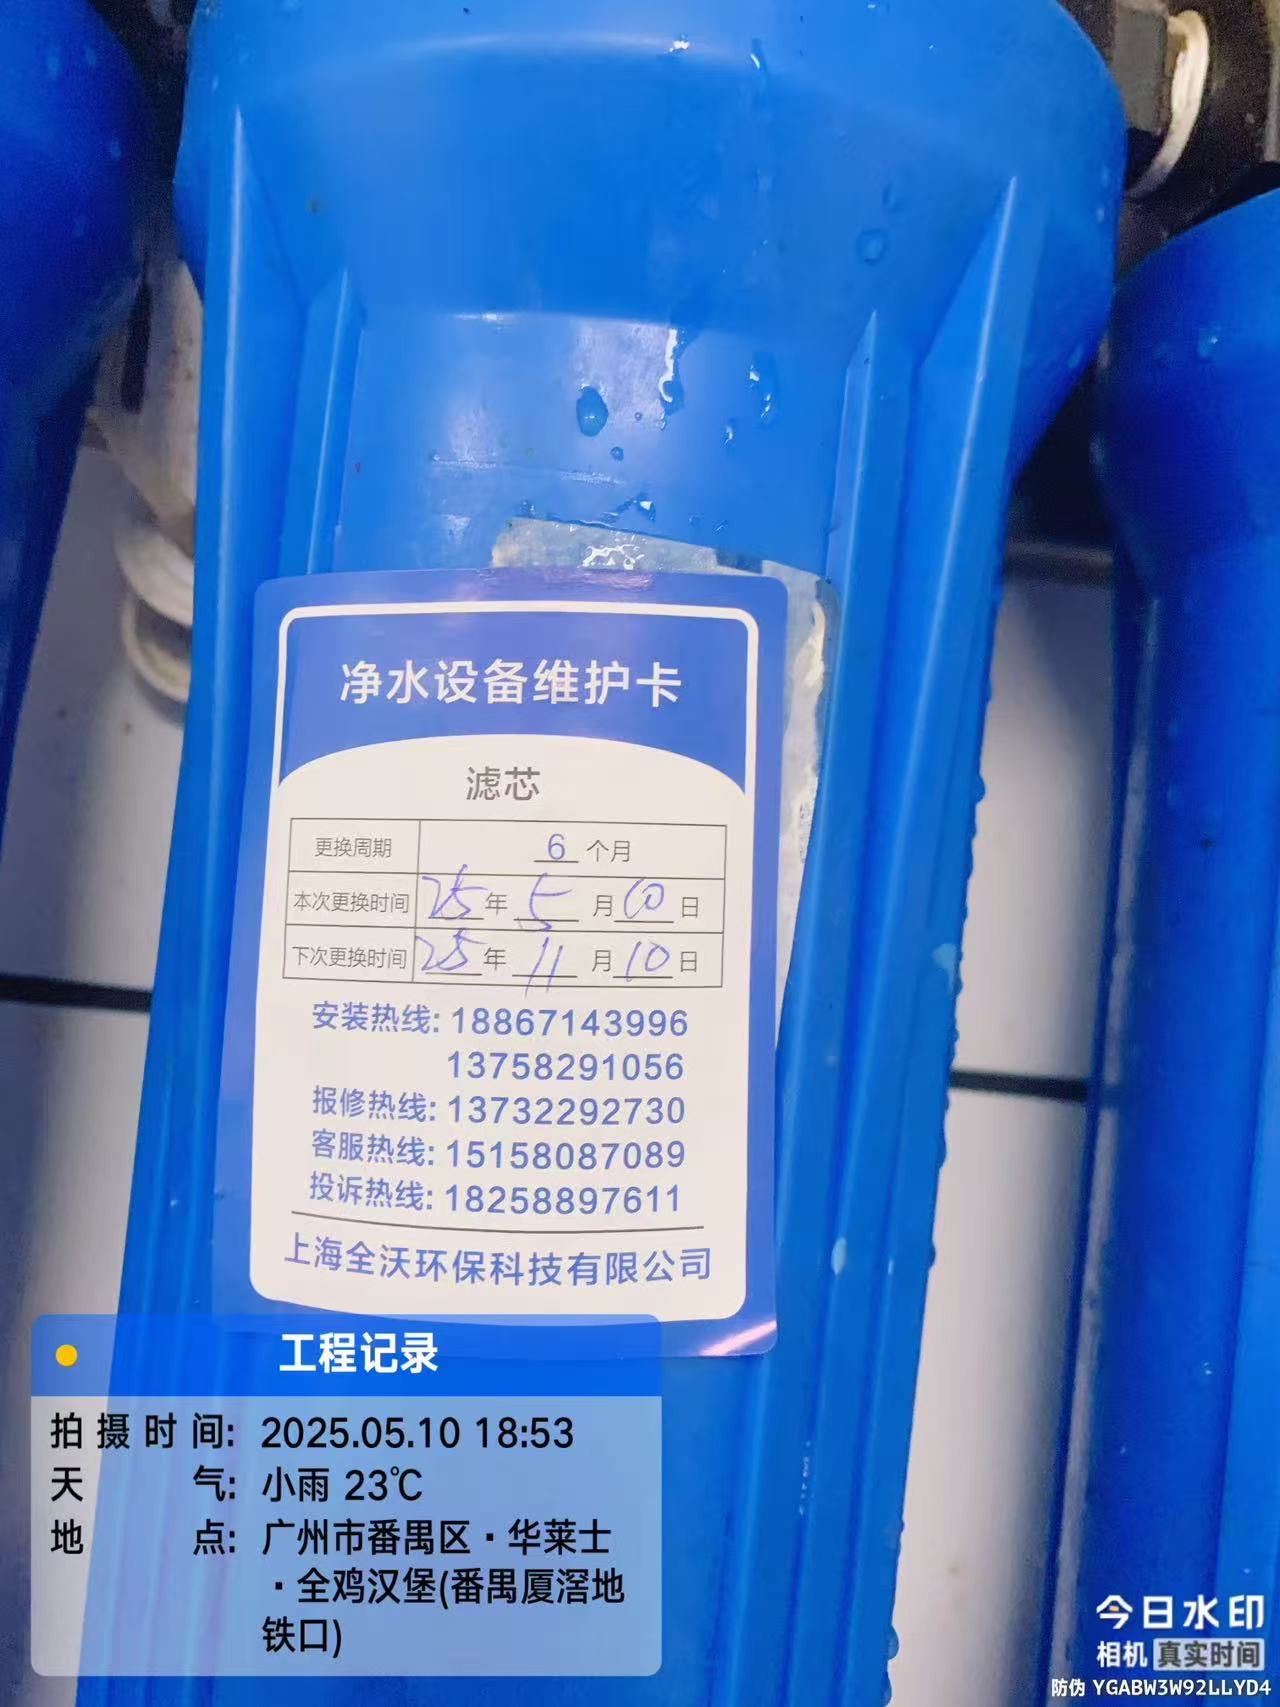 净水设备维护卡
滤芯
更换周期 6 个月
本次更换时间 25年 5 月 10 日
下次更换时间 25年 11 月 10 日
安装热线: 18867143996
13758291056
报修热线: 13732292730
客服热线: 15158087089
投诉热线: 18258897611
上海全沃环保科技有限公司
工程记录
拍摄时间: 2025.05.10 18:53
天气: 小雨 23℃
地点: 广州市番禺区·华莱士
·全鸡汉堡(番禺厦滘地
铁口)
今日水印
相机 真实时间
防伪 YGABW3W92LLYD4